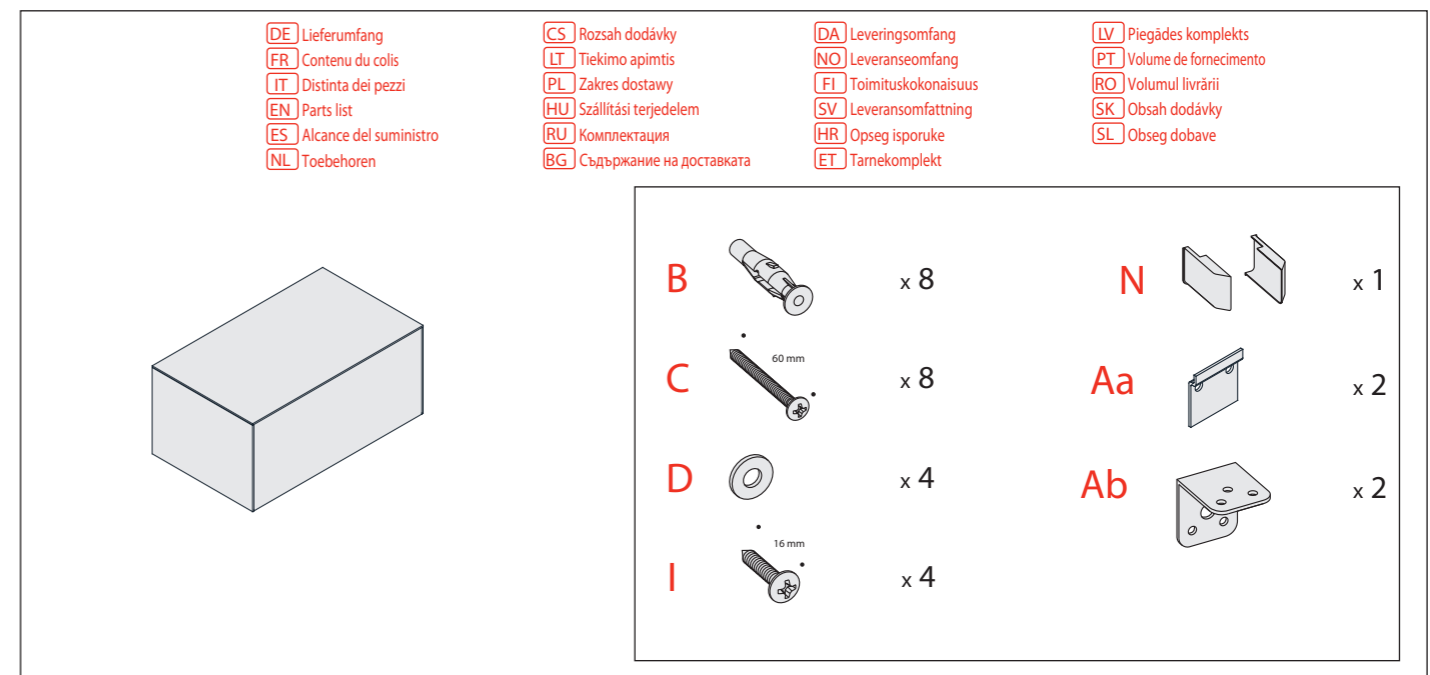 DE Lieferumfang
FR Contenu du colis
IT Distinta dei pezzi
EN Parts list
ES Alcance del suministro
NL Toebehoren
CS Rozsah dodávky
LT Tiekimo apimtis
PL Zakres dostawy
HU Szállítási terjedelem
RU Комплектация
BG Съдържание на доставката
DA Leveringsomfang
NO Leveranseomfang
FI Toimituskokonaisuus
SV Leveransomfattning
HR Opseg isporuke
ET Tarnekomplekt
LV Piegādes komplekts
PT Volume de fornecimento
RO Volumul livrării
SK Obsah dodávky
SL Obseg dobave
B x 8
C 60 mm x 8
D x 4
I 16 mm x 4
N x 1
Aa x 2
Ab x 2